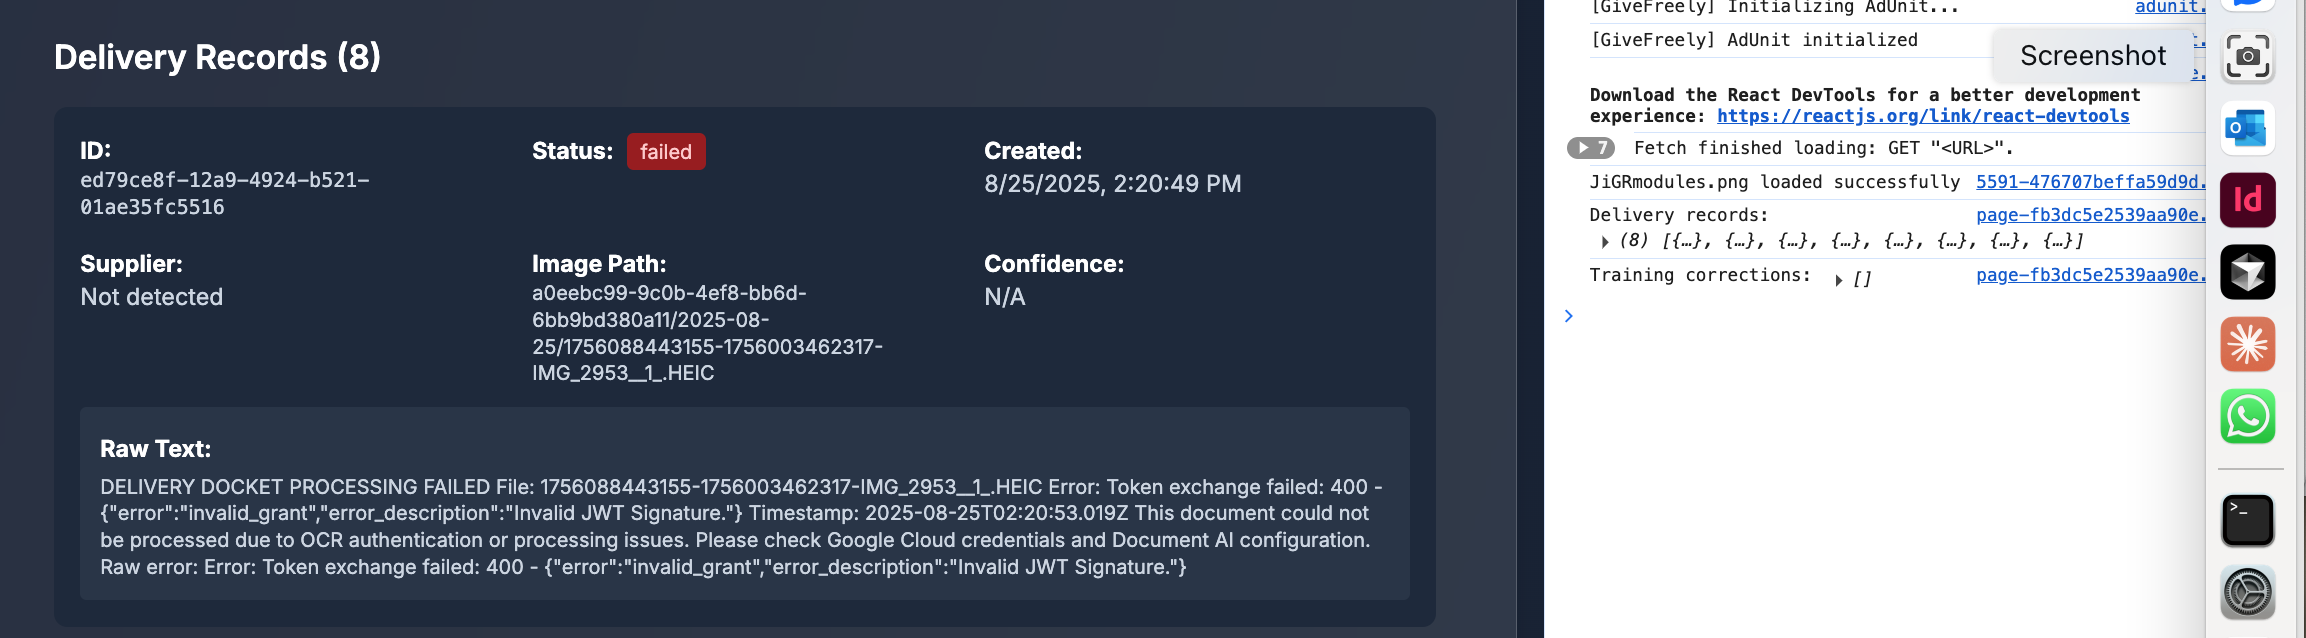 Delivery Records (8)
ID:
ed79ce8f-12a9-4924-b521-
01ae35fc5516
Status: failed
Created:
8/25/2025, 2:20:49 PM
Supplier:
Not detected
Image Path:
a0eebc99-9c0b-4ef8-bb6d-
6bb9bd380a11/2025-08-
25/1756088443155-1756003462317-
IMG_2953__1_.HEIC
Confidence:
N/A
Raw Text:
DELIVERY DOCKET PROCESSING FAILED File: 1756088443155-1756003462317-IMG_2953__1_.HEIC Error: Token exchange failed: 400 -
{"error":"invalid_grant","error_description":"Invalid JWT Signature."} Timestamp: 2025-08-25T02:20:53.019Z This document could not
be processed due to OCR authentication or processing issues. Please check Google Cloud credentials and Document AI configuration.
Raw error: Error: Token exchange failed: 400 - {"error":"invalid_grant","error_description":"Invalid JWT Signature."}
[GiveFreely] Initializing AdUnit... adunit.
[GiveFreely] AdUnit initialized
Screenshot
Download the React DevTools for a better development
experience: https://reactjs.org/link/react-devtools
7 Fetch finished loading: GET "<URL>".
JiGRmodules.png loaded successfully 5591-476707beffa59d9d.
Delivery records: page-fb3dc5e2539aa90e.
(8) [{…}, {…}, {…}, {…}, {…}, {…}, {…}, {…}]
Training corrections: [] page-fb3dc5e2539aa90e.
Id